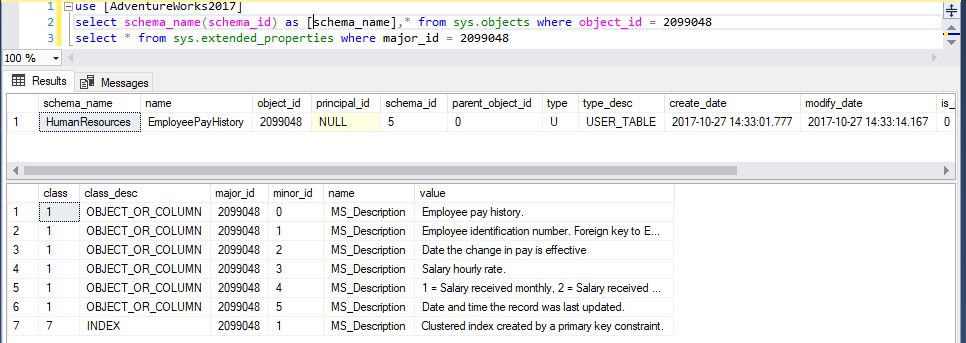 1 use [AdventureWorks2017]
2 select schema_name(schema_id) as [schema_name],* from sys.objects where object_id = 2099048
3 select * from sys.extended_properties where major_id = 2099048
100 %
Results Messages
schema_name name object_id principal_id schema_id parent_object_id type type_desc create_date modify_date
1 HumanResources EmployeePayHistory 2099048 NULL 5 0 U USER_TABLE 2017-10-27 14:33:01.777 2017-10-27 14:33:14.167 0
class class_desc major_id minor_id name value
1 1 OBJECT_OR_COLUMN 2099048 0 MS_Description Employee pay history.
2 1 OBJECT_OR_COLUMN 2099048 1 MS_Description Employee identification number. Foreign key to E...
3 1 OBJECT_OR_COLUMN 2099048 2 MS_Description Date the change in pay is effective
4 1 OBJECT_OR_COLUMN 2099048 3 MS_Description Salary hourly rate.
5 1 OBJECT_OR_COLUMN 2099048 4 MS_Description 1 = Salary received monthly, 2 = Salary received ...
6 1 OBJECT_OR_COLUMN 2099048 5 MS_Description Date and time the record was last updated.
7 7 INDEX 2099048 1 MS_Description Clustered index created by a primary key constraint.